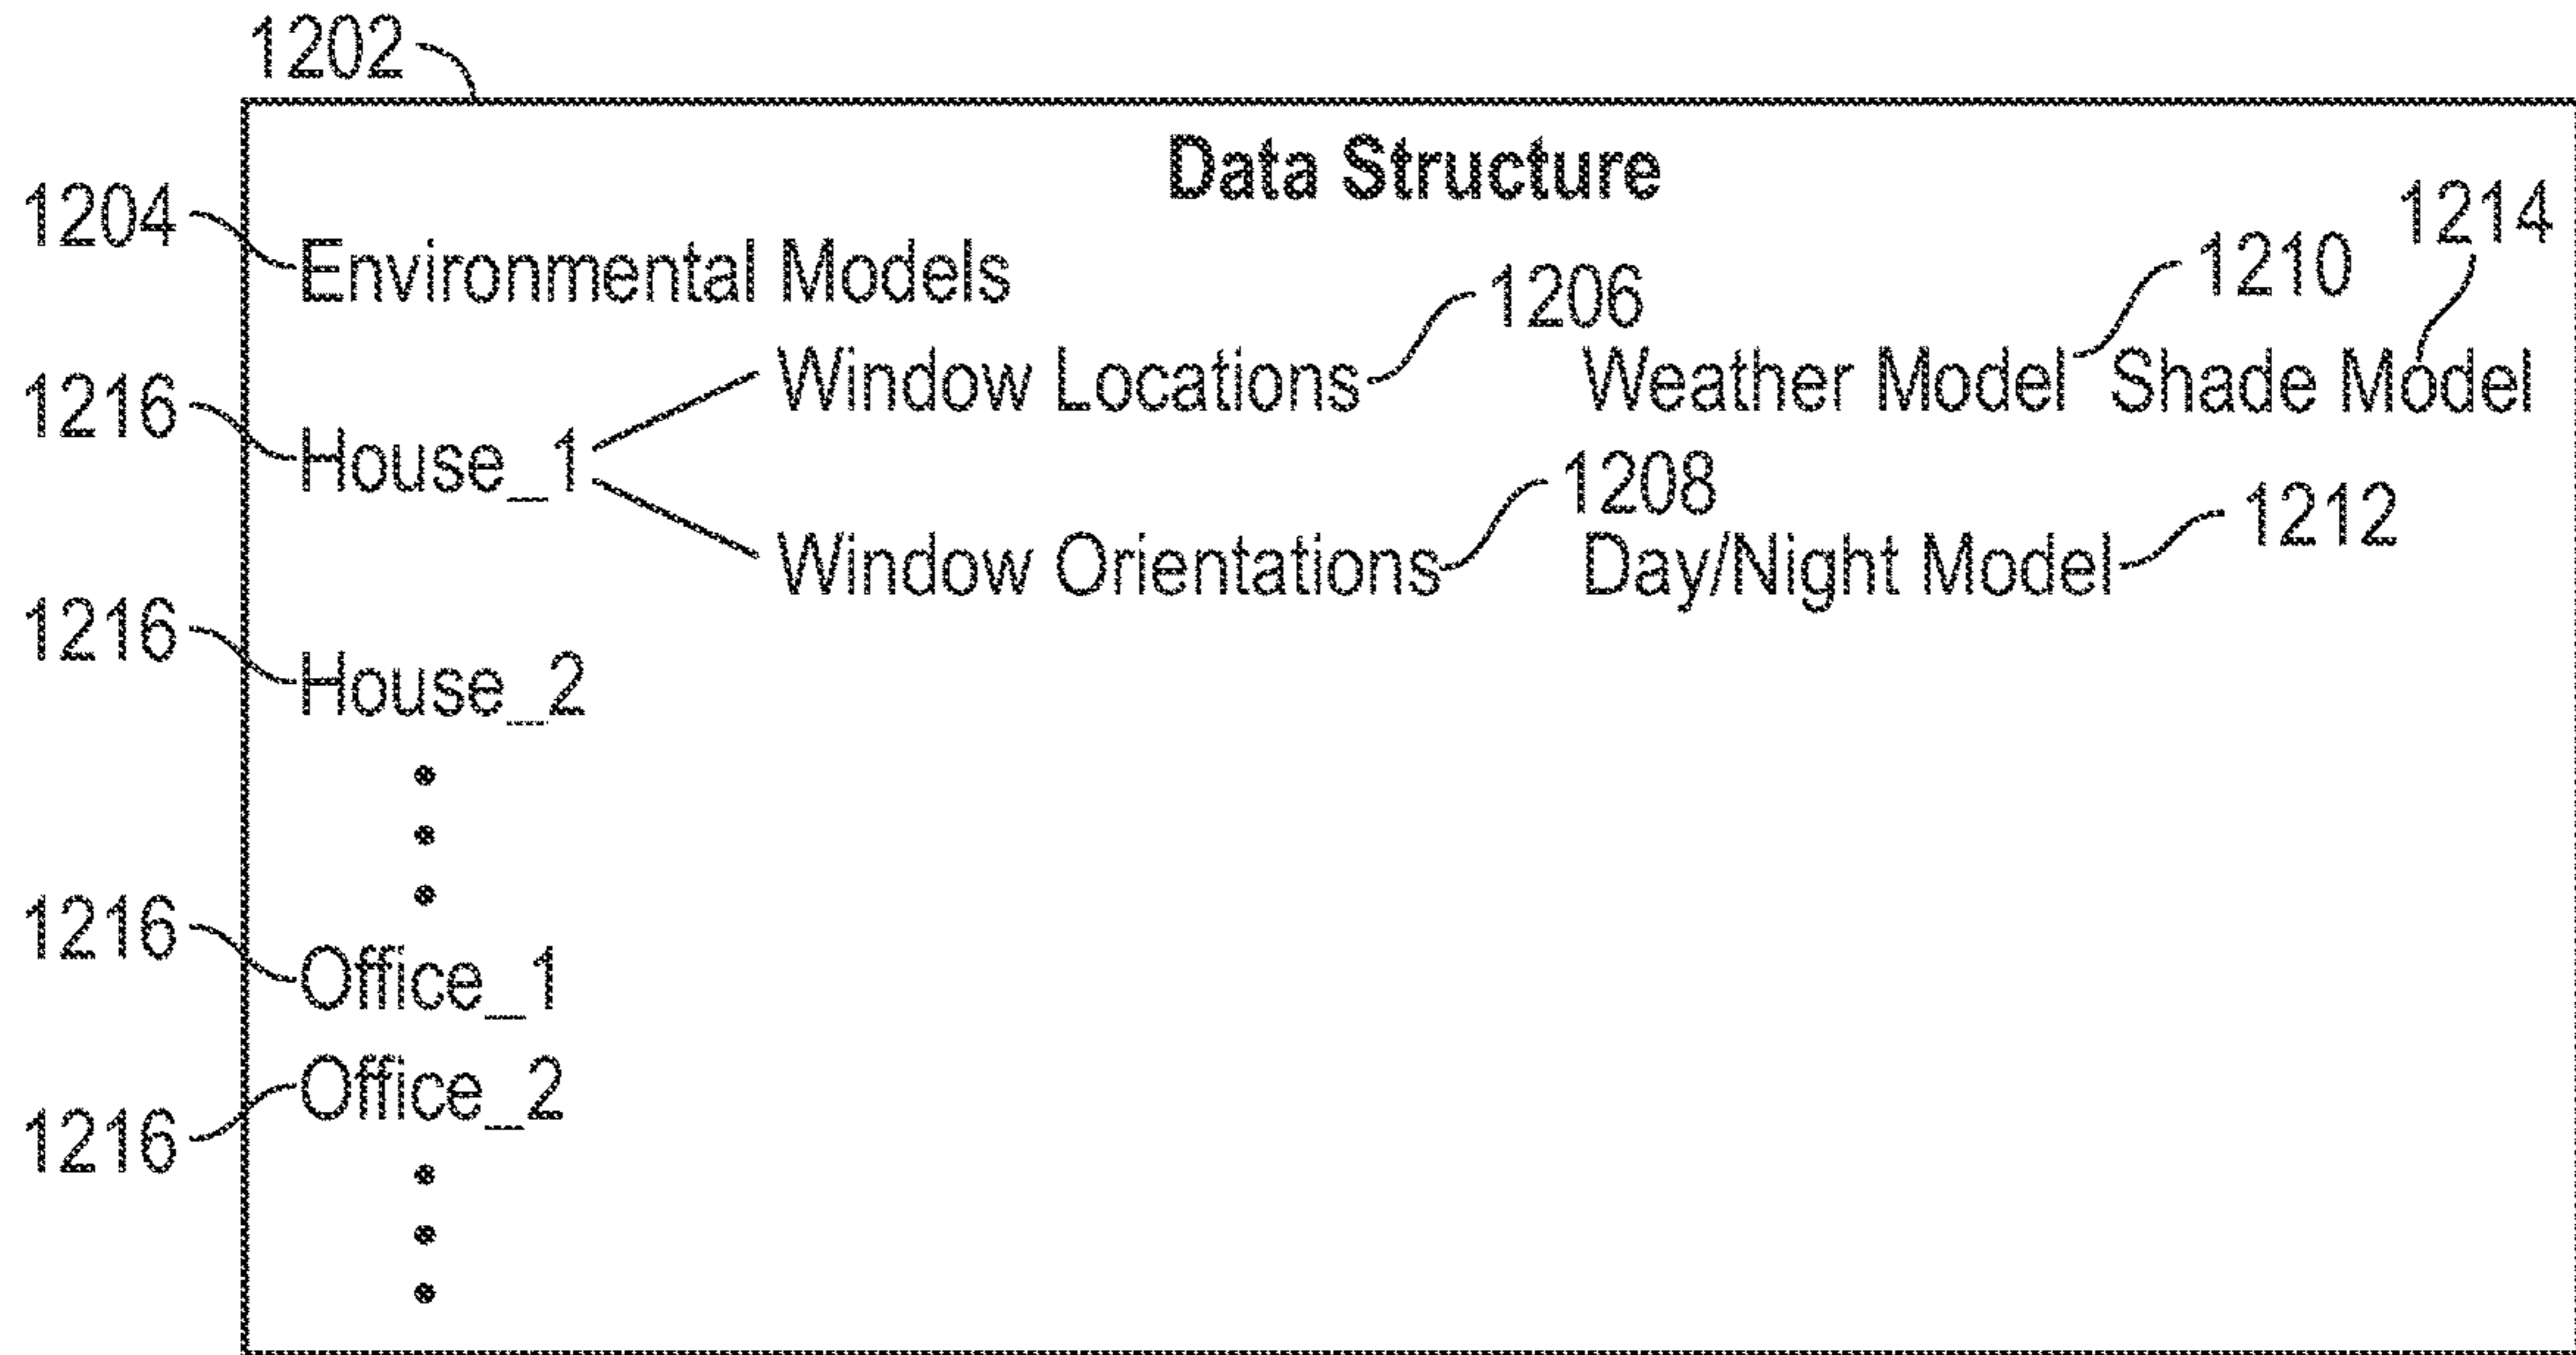 1202
Data Structure
1204
1214
Environmental Models
1210
1206
1216
Window Locations
Weather Model
Shade Model
House_1
1208
1212
Window Orientations
Day/Night Model
1216
House_2
1216
Office_1
Office_2
1216